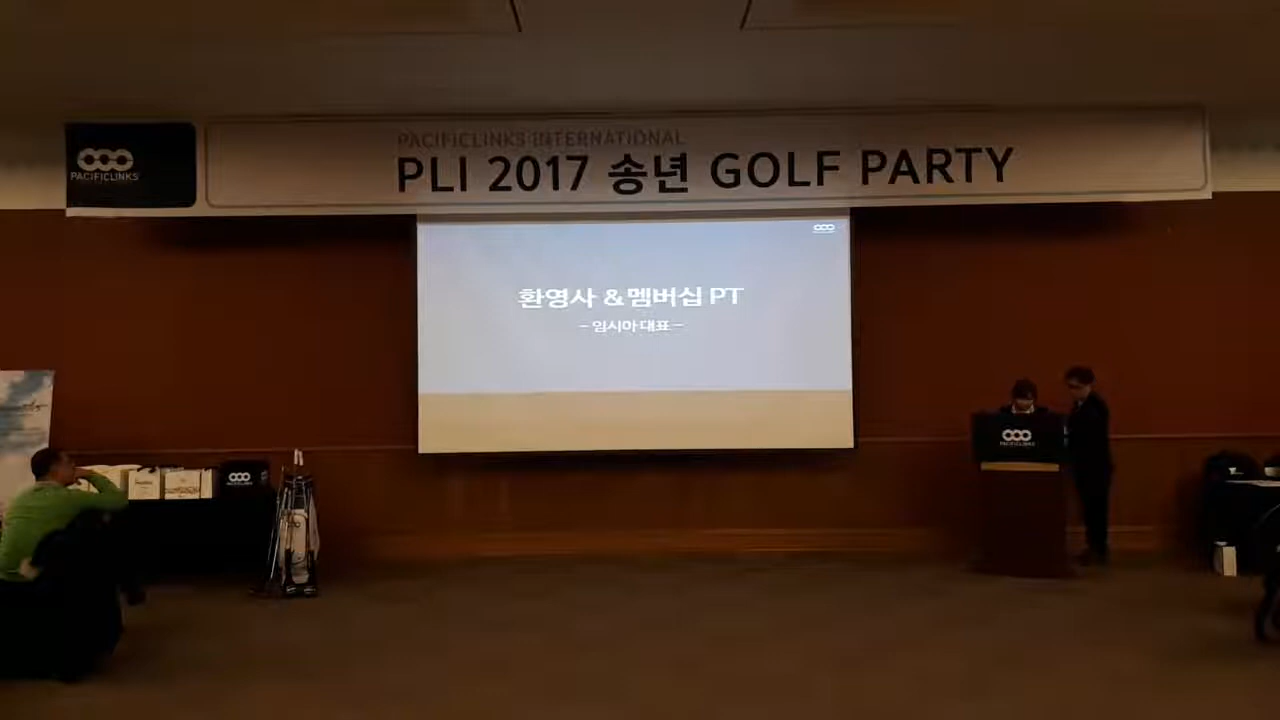 PACIFICLINKS INTERNATIONAL
PACIFICLINKS
PLI 2017 송년 GOLF PARTY
환영사 & 멤버십 PT
- 임시아 대표 -
PACIFICLINKS